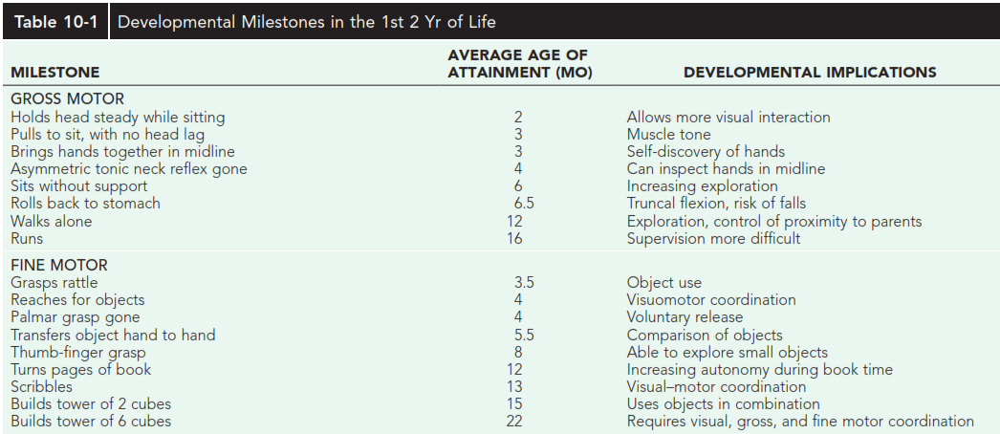 Table 10-1 Developmental Milestones in the 1st 2 Yr of Life
MILESTONE AVERAGE AGE OF ATTAINMENT (MO) DEVELOPMENTAL IMPLICATIONS
GROSS MOTOR
Holds head steady while sitting 2 Allows more visual interaction
Pulls to sit, with no head lag 3 Muscle tone
Brings hands together in midline 3 Self-discovery of hands
Asymmetric tonic neck reflex gone 4 Can inspect hands in midline
Sits without support 6 Increasing exploration
Rolls back to stomach 6.5 Truncal flexion, risk of falls
Walks alone 12 Exploration, control of proximity to parents
Runs 16 Supervision more difficult
FINE MOTOR
Grasps rattle 3.5 Object use
Reaches for objects 4 Visuomotor coordination
Palmar grasp gone 4 Voluntary release
Transfers object hand to hand 5.5 Comparison of objects
Thumb-finger grasp 8 Able to explore small objects
Turns pages of book 12 Increasing autonomy during book time
Scribbles 13 Visual–motor coordination
Builds tower of 2 cubes 15 Uses objects in combination
Builds tower of 6 cubes 22 Requires visual, gross, and fine motor coordination